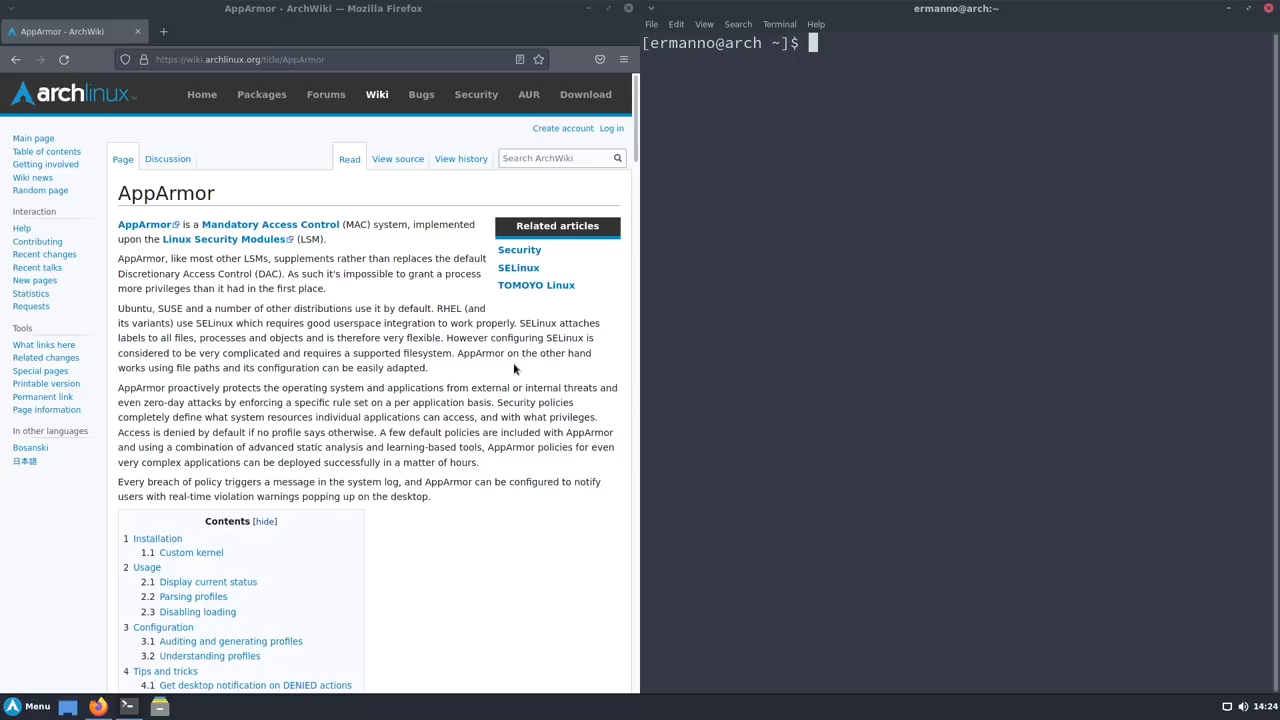 AppArmor - ArchWiki — Mozilla Firefox
AppArmor - ArchWiki
https://wiki.archlinux.org/title/AppArmor
archlinux
Home Packages Forums Wiki Bugs Security AUR Download
Create account Log in
Main page
Table of contents
Getting involved
Wiki news
Random page
Interaction
Help
Contributing
Recent changes
Recent talks
New pages
Statistics
Requests
Tools
What links here
Related changes
Special pages
Printable version
Permanent link
Page information
In other languages
Bosanski
日本語
Page Discussion Read View source View history Search ArchWiki
AppArmor
AppArmor is a Mandatory Access Control (MAC) system, implemented
upon the Linux Security Modules (LSM).
AppArmor, like most other LSMs, supplements rather than replaces the default
Discretionary Access Control (DAC). As such it's impossible to grant a process
more privileges than it had in the first place.
Related articles
Security
SELinux
TOMOYO Linux
Ubuntu, SUSE and a number of other distributions use it by default. RHEL (and
its variants) use SELinux which requires good userspace integration to work properly. SELinux attaches
labels to all files, processes and objects and is therefore very flexible. However configuring SELinux is
considered to be very complicated and requires a supported filesystem. AppArmor on the other hand
works using file paths and its configuration can be easily adapted.
AppArmor proactively protects the operating system and applications from external or internal threats and
even zero-day attacks by enforcing a specific rule set on a per application basis. Security policies
completely define what system resources individual applications can access, and with what privileges.
Access is denied by default if no profile says otherwise. A few default policies are included with AppArmor
and using a combination of advanced static analysis and learning-based tools, AppArmor policies for even
very complex applications can be deployed successfully in a matter of hours.
Every breach of policy triggers a message in the system log, and AppArmor can be configured to notify
users with real-time violation warnings popping up on the desktop.
Contents [hide]
1 Installation
1.1 Custom kernel
2 Usage
2.1 Display current status
2.2 Parsing profiles
2.3 Disabling loading
3 Configuration
3.1 Auditing and generating profiles
3.2 Understanding profiles
4 Tips and tricks
4.1 Get desktop notification on DENIED actions
ermanno@arch:~
File Edit View Search Terminal Help
[ermanno@arch ~]$
Menu
14:24